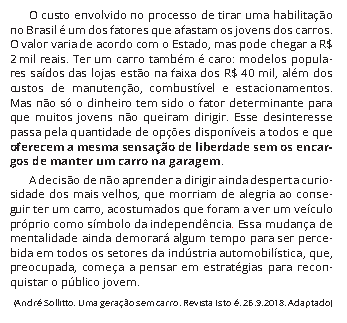 O custo envolvido no processo de tirar uma habilitação
no Brasil é um dos fatores que afastam os jovens dos carros.
O valor varia de acordo com o Estado, mas pode chegar a R$
2 mil reais. Ter um carro também é caro: modelos popula-
res saídos das lojas estão na faixa dos R$ 40 mil, além dos
custos de manutenção, combustível e estacionamentos.
Mas não só o dinheiro tem sido o fator determinante para
que muitos jovens não queiram dirigir. Esse desinteresse
passa pela quantidade de opções disponíveis a todos e que
oferecem a mesma sensação de liberdade sem os encar-
gos de manter um carro na garagem.
A decisão de não aprender a dirigir ainda desperta curio-
sidade dos mais velhos, que morriam de alegria ao conse-
guir ter um carro, acostumados que foram a ver um veículo
próprio como símbolo da independência. Essa mudança de
mentalidade ainda demorará algum tempo para ser perce-
bida em todos os setores da indústria automobilística, que,
preocupada, começa a pensar em estratégias para recon-
quistar o público jovem.
(André Sollitto. Uma geração sem carro. Revista Isto é. 26.9.2018. Adaptado)